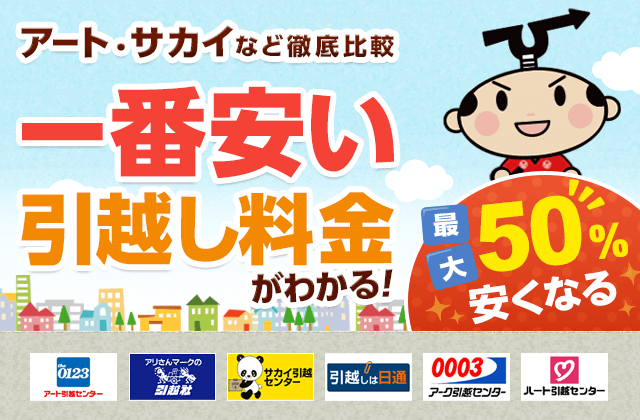 アート・サカイなど徹底比較
一番安い
引越し料金
がわかる!
最大
50%
安くなる
the 0123
アート引越センター
アリさんマークの
引越社
サカイ引越
センター
引越しは日通
0003
アーク引越センター
ハート引越センター